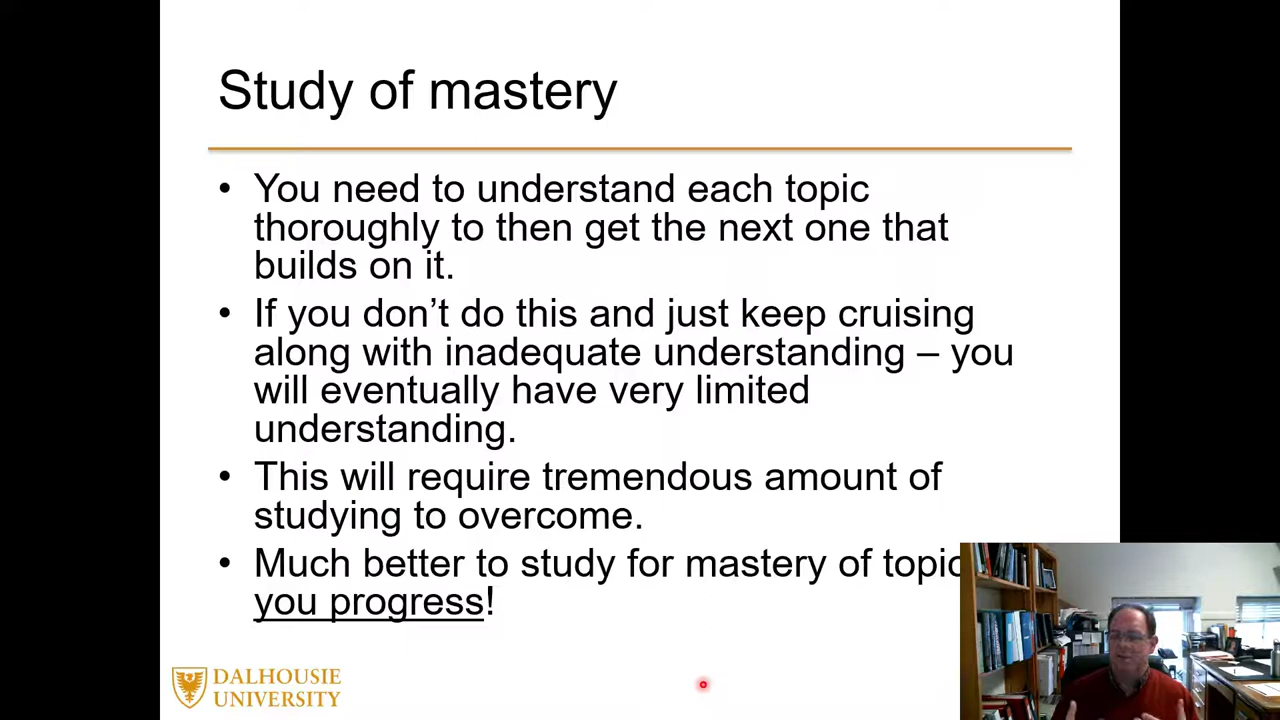 Study of mastery
• You need to understand each topic
thoroughly to then get the next one that
builds on it.
• If you don’t do this and just keep cruising
along with inadequate understanding – you
will eventually have very limited
understanding.
• This will require tremendous amount of
studying to overcome.
• Much better to study for mastery of topic
you progress!
DALHOUSIE
UNIVERSITY